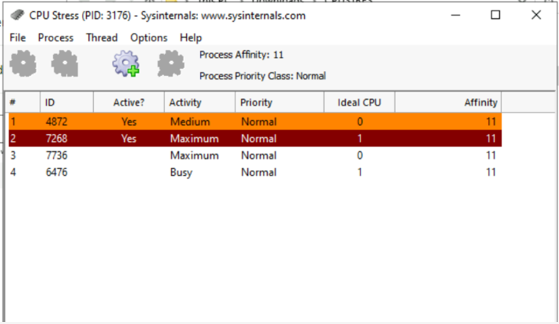 CPU Stress (PID: 3176) - Sysinternals: www.sysinternals.com
File Process Thread Options Help
Process Affinity: 11
Process Priority Class: Normal
# ID Active? Activity Priority Ideal CPU Affinity
1 4872 Yes Medium Normal 0 11
2 7268 Yes Maximum Normal 1 11
3 7736 Maximum Normal 0 11
4 6476 Busy Normal 1 11